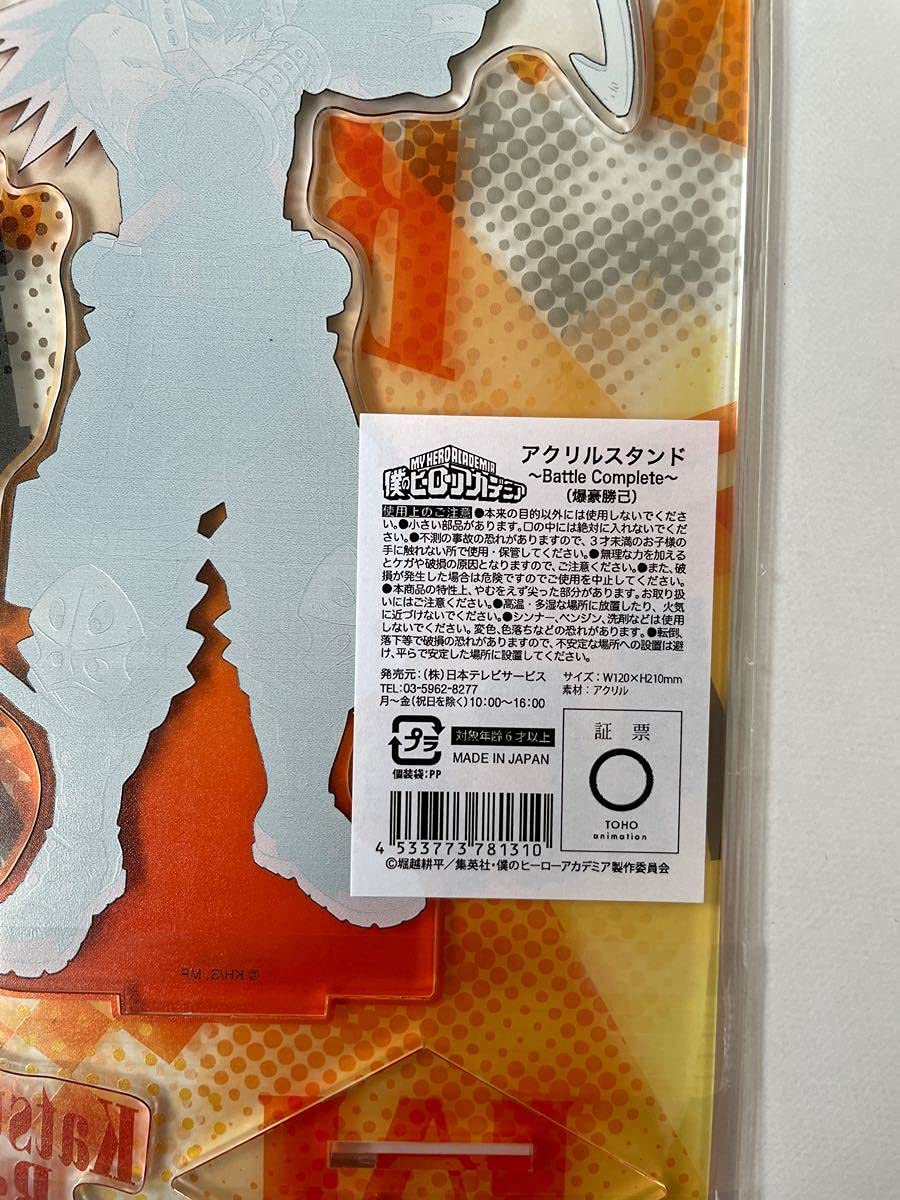 MY HERO ACADEMIA
僕のヒーローアカデミア
アクリルスタンド
～Battle Complete～
(爆豪勝己)
使用上のご注意 ●本来の目的以外には使用しないでくださ
い。●小さい部品があります。口の中には絶対に入れないでくだ
さい。●不測の事故の恐れがありますので、3才未満のお子様の
手に触れない所で使用・保管してください。●無理な力を加える
とケガや破損の原因となりますので、ご注意ください。●また、破
損が発生した場合は危険ですのでご使用を中止してください。
●本商品の特性上、やむをえず尖った部分があります。お取り扱
いにはご注意ください。●高温・多湿な場所に放置したり、火気
に近づけないでください。●シンナー、ベンジン、洗剤などは使用
しないでください。変色、色落ちなどの恐れがあります。●転倒、
落下等で破損の恐れがありますので、不安定な場所への設置は避
け、平らで安定した場所に設置してください。
発売元:(株)日本テレビサービス
TEL:03-5962-8277
月～金(祝日を除く)10:00～16:00
サイズ:W120×H210mm
素材:アクリル
プラ
個装袋:PP
対象年齢6才以上
MADE IN JAPAN
証票
TOHO
animation
4 533773 781310
©堀越耕平／集英社・僕のヒーローアカデミア製作委員会
©KH/S, MP
Kats